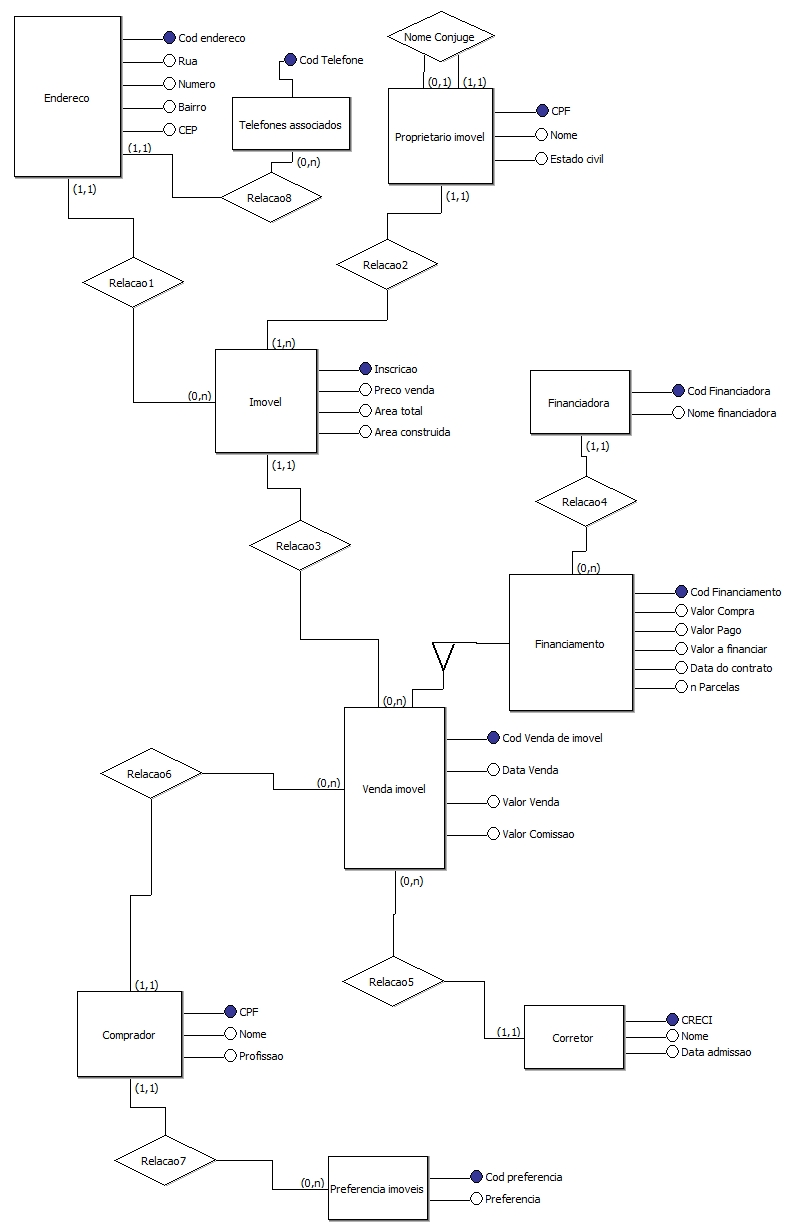 Nome Conjuge
(0,1)
(1,1)
Endereco
Cod endereco
Rua
Numero
Bairro
CEP
(1,1)
(1,1)
Cod Telefone
Telefones associados
(0,n)
Relacao8
Proprietario imovel
CPF
Nome
Estado civil
(1,1)
Relacao1
Relacao2
(0,n)
(1,n)
Imovel
Inscricao
Preco venda
Area total
Area construida
(1,1)
Financiadora
Cod Financiadora
Nome financiadora
(1,1)
Relacao4
(0,n)
Relacao3
Financiamento
Cod Financiamento
Valor Compra
Valor Pago
Valor a financiar
Data do contrato
n Parcelas
(0,n)
Relacao6
(0,n)
Venda imovel
Cod Venda de imovel
Data Venda
Valor Venda
Valor Comissao
(0,n)
Relacao5
(1,1)
Corretor
CRECI
Nome
Data admissao
(1,1)
Comprador
CPF
Nome
Profissao
(1,1)
Relacao7
(0,n)
Preferencia imoveis
Cod preferencia
Preferencia